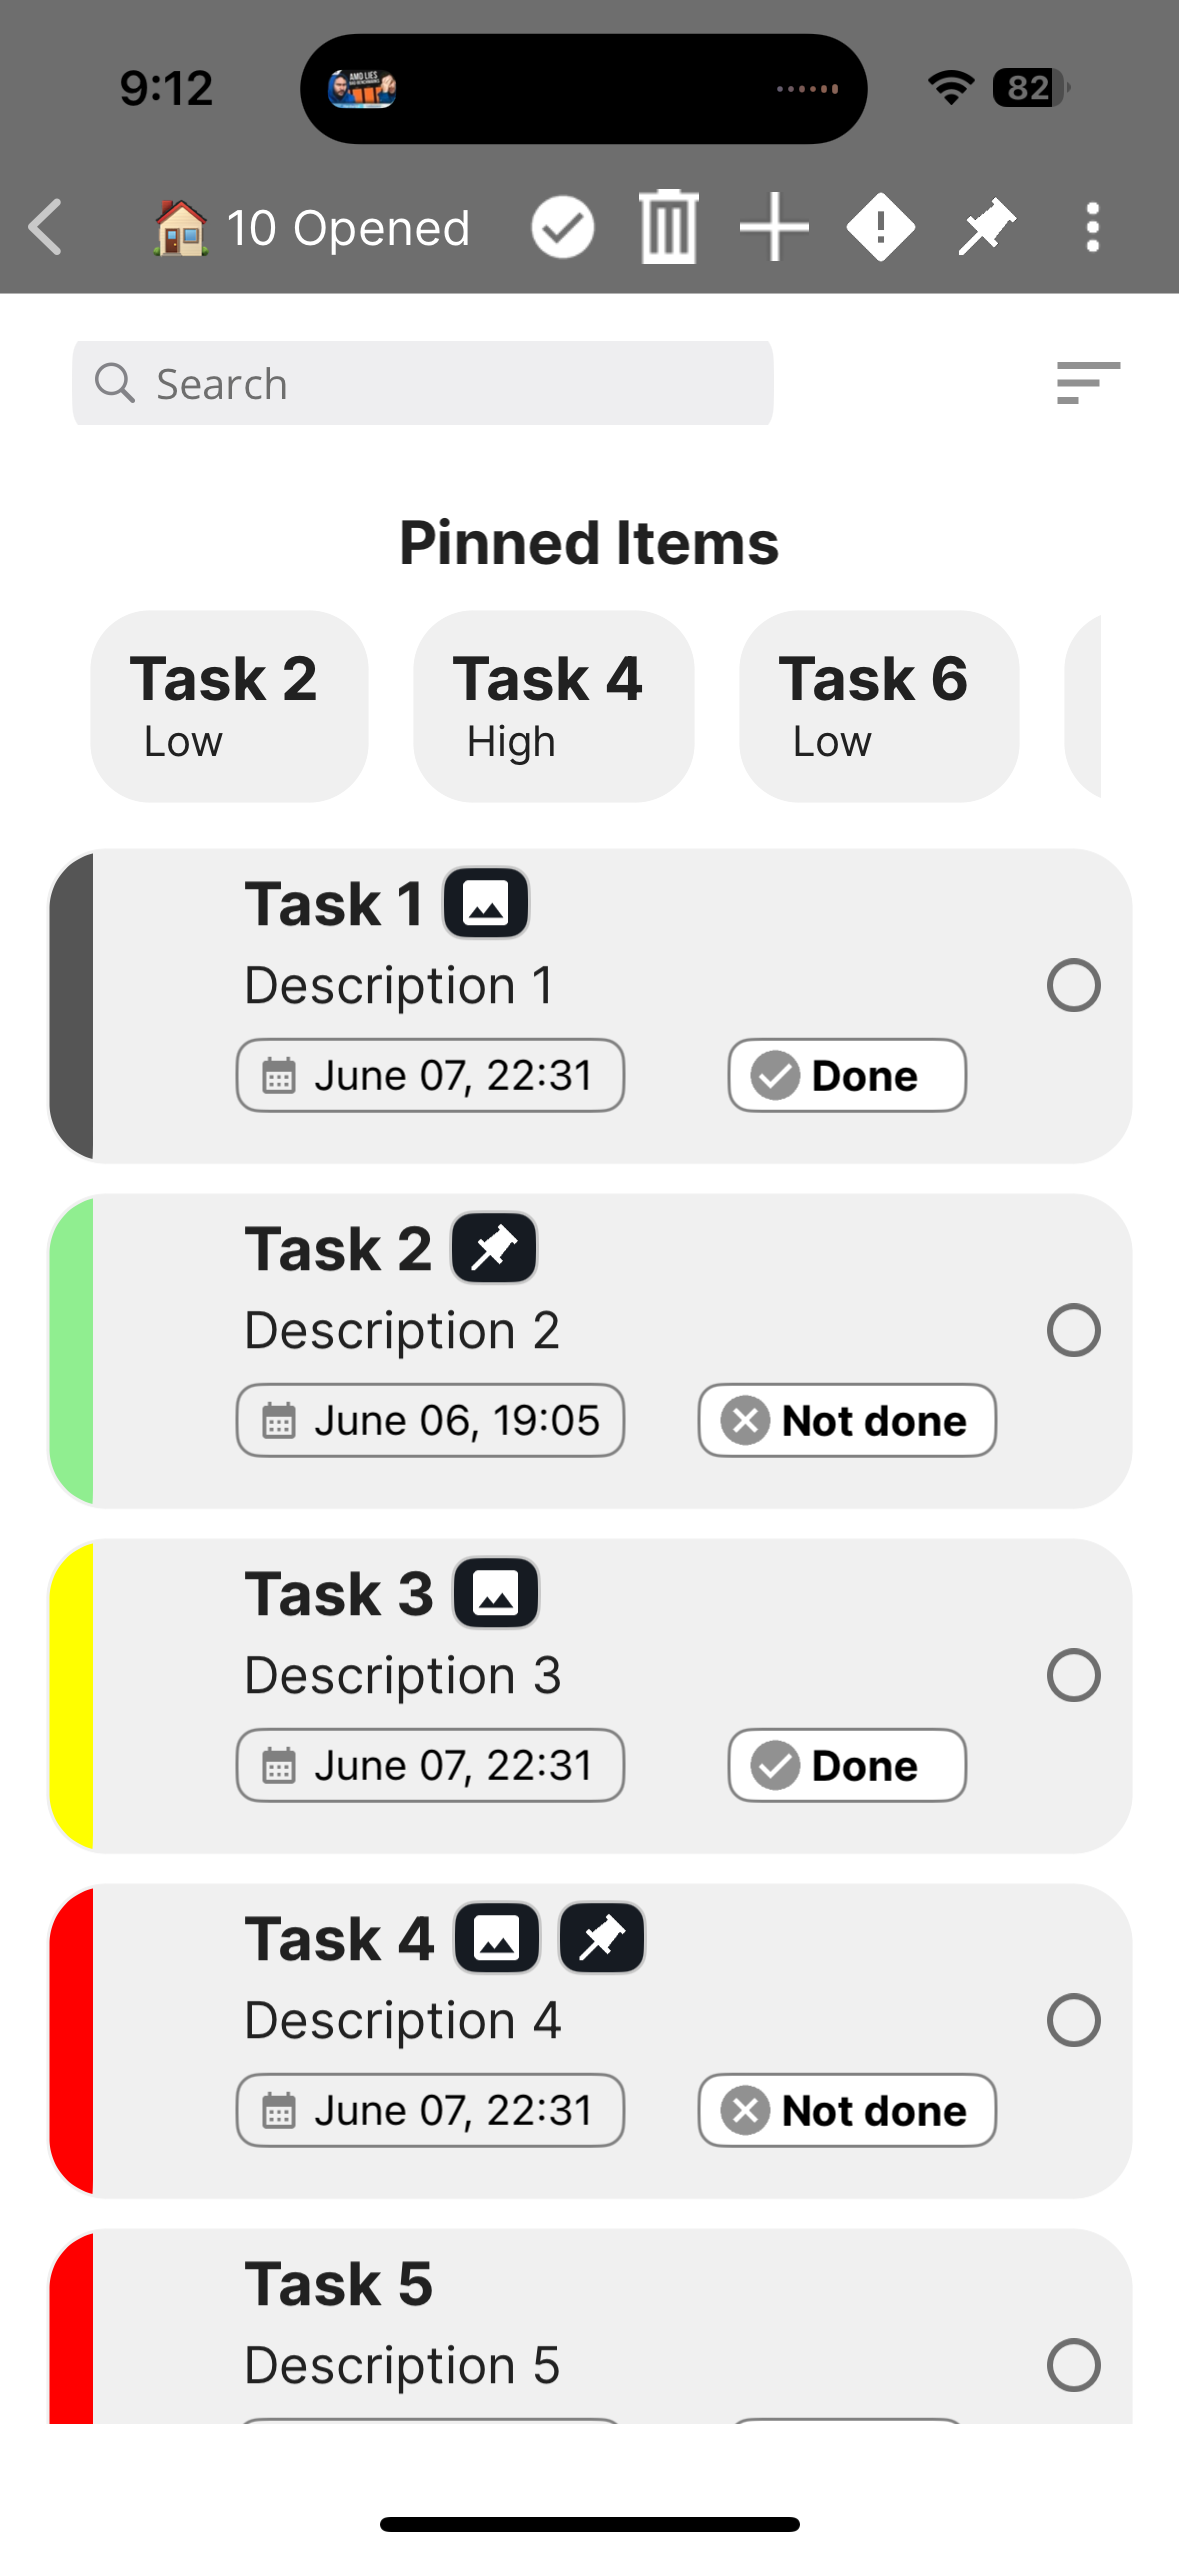 9:12
AMD LIES
82
10 Opened
Search
Pinned Items
Task 2
Low
Task 4
High
Task 6
Low
Task 1
Description 1
June 07, 22:31
Done
Task 2
Description 2
June 06, 19:05
Not done
Task 3
Description 3
June 07, 22:31
Done
Task 4
Description 4
June 07, 22:31
Not done
Task 5
Description 5